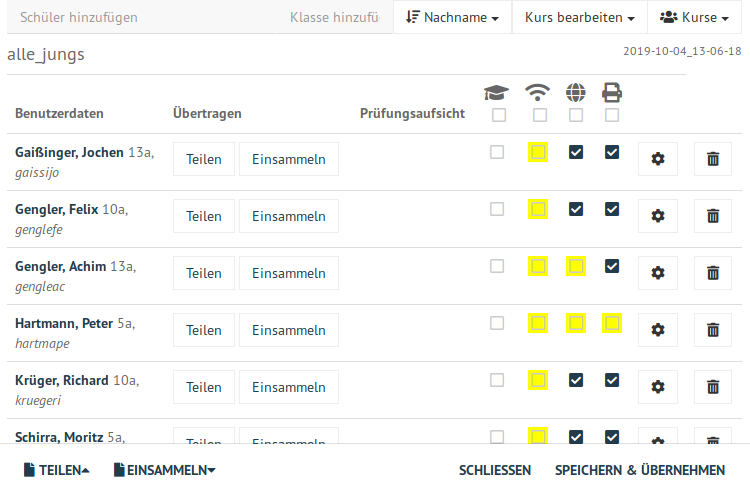 Schüler hinzufügen Klasse hinzufü Nachname Kurs bearbeiten Kurse
alle_jungs 2019-10-04_13-06-18
Benutzerdaten Übertragen Prüfungsaufsicht
Gaißinger, Jochen 13a, Teilen Einsammeln
gaissijo
Gengler, Felix 10a, Teilen Einsammeln
genglefe
Gengler, Achim 13a, Teilen Einsammeln
gengleac
Hartmann, Peter 5a, Teilen Einsammeln
hartmape
Krüger, Richard 10a, Teilen Einsammeln
kruegeri
Schirra, Moritz 5a, Teilen Einsammeln
TEILEN EINSAMMELN SCHLIESSEN SPEICHERN & ÜBERNEHMEN